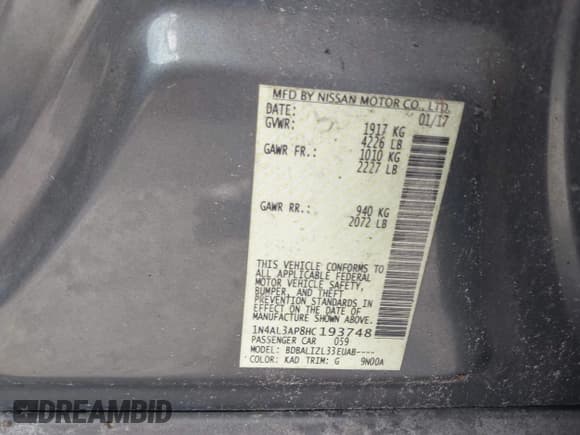 MFD BY NISSAN MOTOR CO., LTD.
DATE: 01/17
GVWR: 1917 KG
4226 LB
GAWR FR.: 1010 KG
2227 LB
GAWR RR.: 940 KG
2072 LB
THIS VEHICLE CONFORMS TO
ALL APPLICABLE FEDERAL
MOTOR VEHICLE SAFETY,
BUMPER, AND THEFT
PREVENTION STANDARDS IN
EFFECT ON THE DATE OF
MANUFACTURE SHOWN ABOVE.
1N4AL3AP8HC193748
PASSENGER CAR 059
MODEL: BDBALIZL33EUAB----
COLOR: KAD TRIM: G 9N00A
DREAMBID